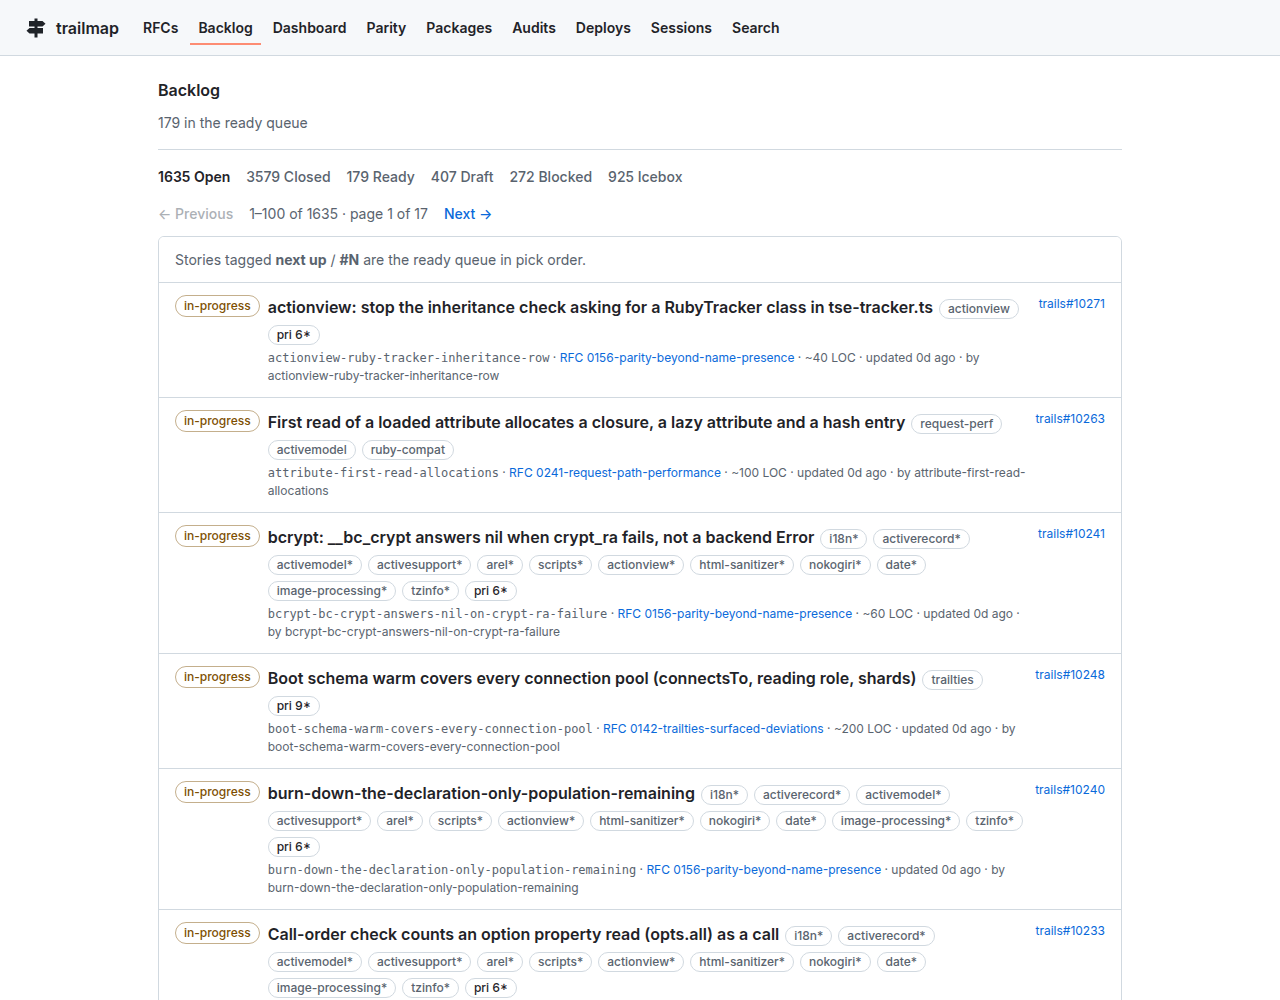 trailmap RFCs Backlog Dashboard Parity Packages Audits Deploys Sessions Search
Backlog
179 in the ready queue
1635 Open 3579 Closed 179 Ready 407 Draft 272 Blocked 925 Icebox
← Previous 1–100 of 1635 · page 1 of 17 Next →
Stories tagged next up / #N are the ready queue in pick order.
in-progress actionview: stop the inheritance check asking for a RubyTracker class in tse-tracker.ts actionview trails#10271
pri 6*
actionview-ruby-tracker-inheritance-row · RFC 0156-parity-beyond-name-presence · ~40 LOC · updated 0d ago · by
actionview-ruby-tracker-inheritance-row
in-progress First read of a loaded attribute allocates a closure, a lazy attribute and a hash entry request-perf trails#10263
activemodel ruby-compat
attribute-first-read-allocations · RFC 0241-request-path-performance · ~100 LOC · updated 0d ago · by attribute-first-read-
allocations
in-progress bcrypt: __bc_crypt answers nil when crypt_ra fails, not a backend Error i18n* activerecord* trails#10241
activemodel* activesupport* arel* scripts* actionview* html-sanitizer* nokogiri* date*
image-processing* tzinfo* pri 6*
bcrypt-bc-crypt-answers-nil-on-crypt-ra-failure · RFC 0156-parity-beyond-name-presence · ~60 LOC · updated 0d ago ·
by bcrypt-bc-crypt-answers-nil-on-crypt-ra-failure
in-progress Boot schema warm covers every connection pool (connectsTo, reading role, shards) trailties trails#10248
pri 9*
boot-schema-warm-covers-every-connection-pool · RFC 0142-trailties-surfaced-deviations · ~200 LOC · updated 0d ago · by
boot-schema-warm-covers-every-connection-pool
in-progress burn-down-the-declaration-only-population-remaining i18n* activerecord* activemodel* trails#10240
activesupport* arel* scripts* actionview* html-sanitizer* nokogiri* date* image-processing* tzinfo*
pri 6*
burn-down-the-declaration-only-population-remaining · RFC 0156-parity-beyond-name-presence · updated 0d ago · by
burn-down-the-declaration-only-population-remaining
in-progress Call-order check counts an option property read (opts.all) as a call i18n* activerecord* trails#10233
activemodel* activesupport* arel* scripts* actionview* html-sanitizer* nokogiri* date*
image-processing* tzinfo* pri 6*